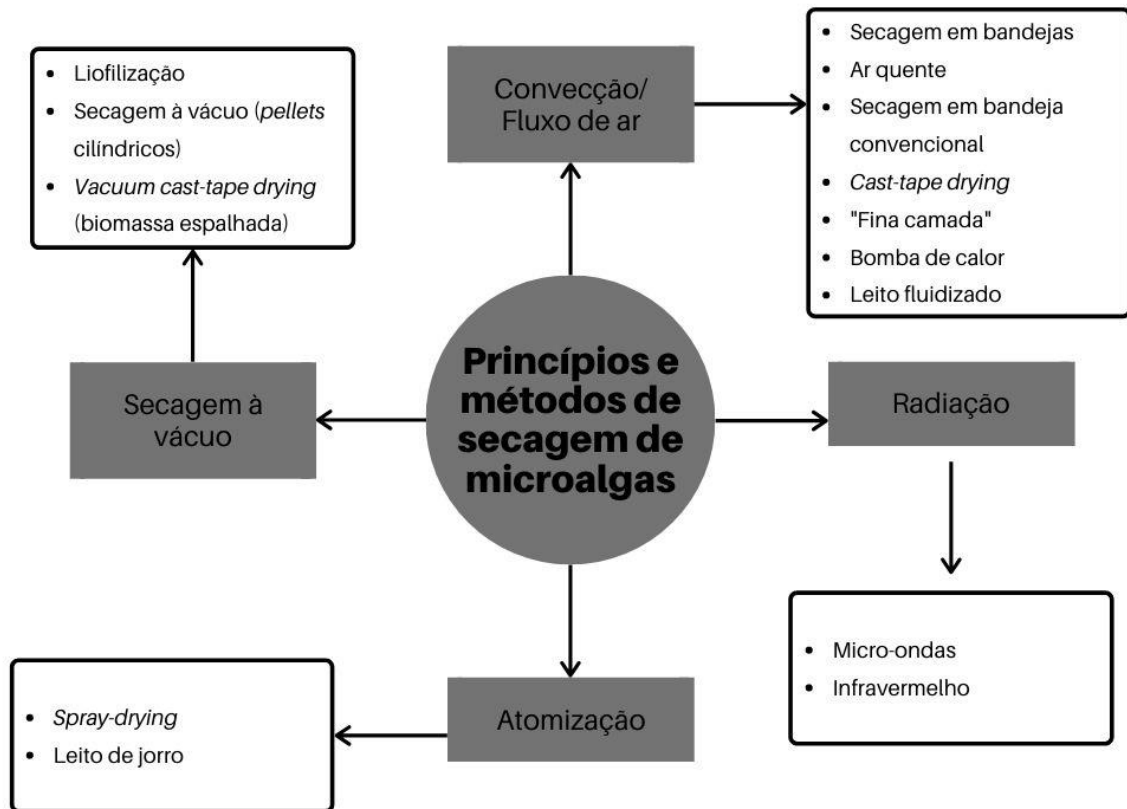 Princípios e
métodos de
secagem de
microalgas
Convecção/
Fluxo de ar
• Secagem em bandejas
• Ar quente
• Secagem em bandeja
convencional
• Cast-tape drying
• "Fina camada"
• Bomba de calor
• Leito fluidizado
Radiação
• Micro-ondas
• Infravermelho
Atomização
• Spray-drying
• Leito de jorro
Secagem à
vácuo
• Liofilização
• Secagem à vácuo (pellets
cilíndricos)
• Vacuum cast-tape drying
(biomassa espalhada)